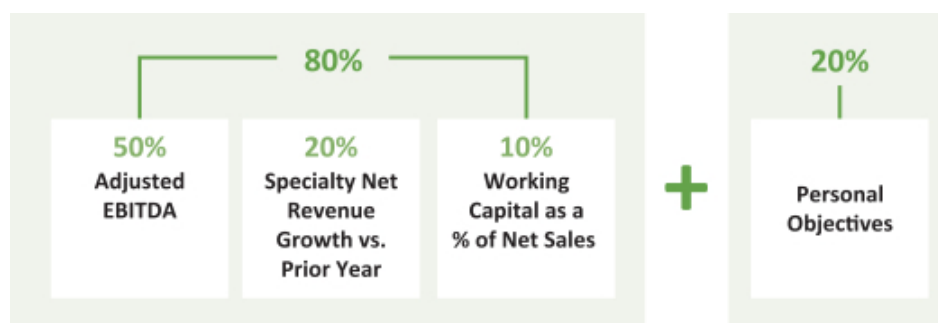 80%
50%
Adjusted
EBITDA
20%
Specialty Net
Revenue
Growth vs.
Prior Year
10%
Working
Capital as a
% of Net Sales
+
20%
Personal
Objectives